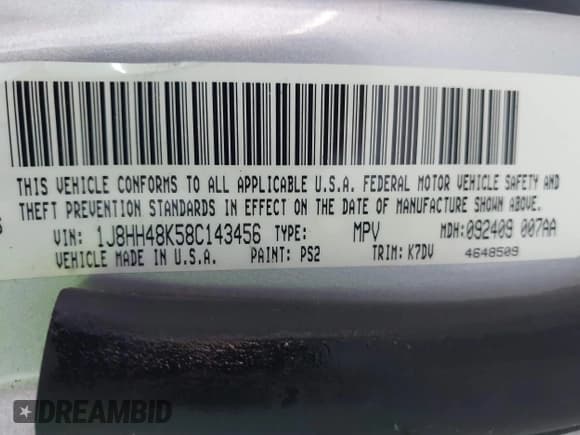 THIS VEHICLE CONFORMS TO ALL APPLICABLE U.S.A. FEDERAL MOTOR VEHICLE SAFETY AND
THEFT PREVENTION STANDARDS IN EFFECT ON THE DATE OF MANUFACTURE SHOWN ABOVE.
VIN: 1J8HH48K58C143456 TYPE: MPV MDH:092409 007AA
VEHICLE MADE IN U.S.A. PAINT: PS2 TRIM: K7DV 4648509
DREAMBID